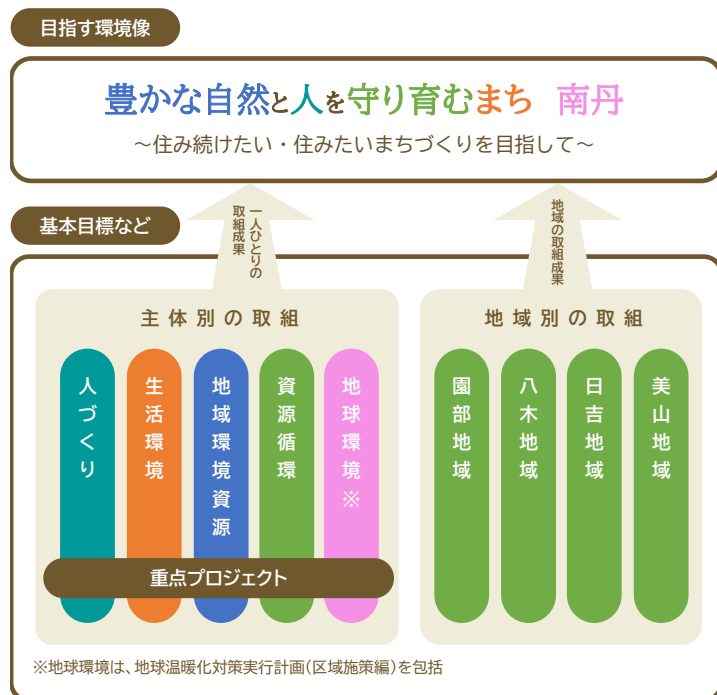 目指す環境像
豊かな自然と人を守り育むまち 南丹
～住み続けたい・住みたいまちづくりを目指して～
基本目標など
一人ひとりの
取組成果
地域の取組成果
主体別の取組
地域別の取組
人づくり
生活環境
地域環境資源
資源循環
地球環境※
園部地域
八木地域
日吉地域
美山地域
重点プロジェクト
※地球環境は、地球温暖化対策実行計画(区域施策編)を包括